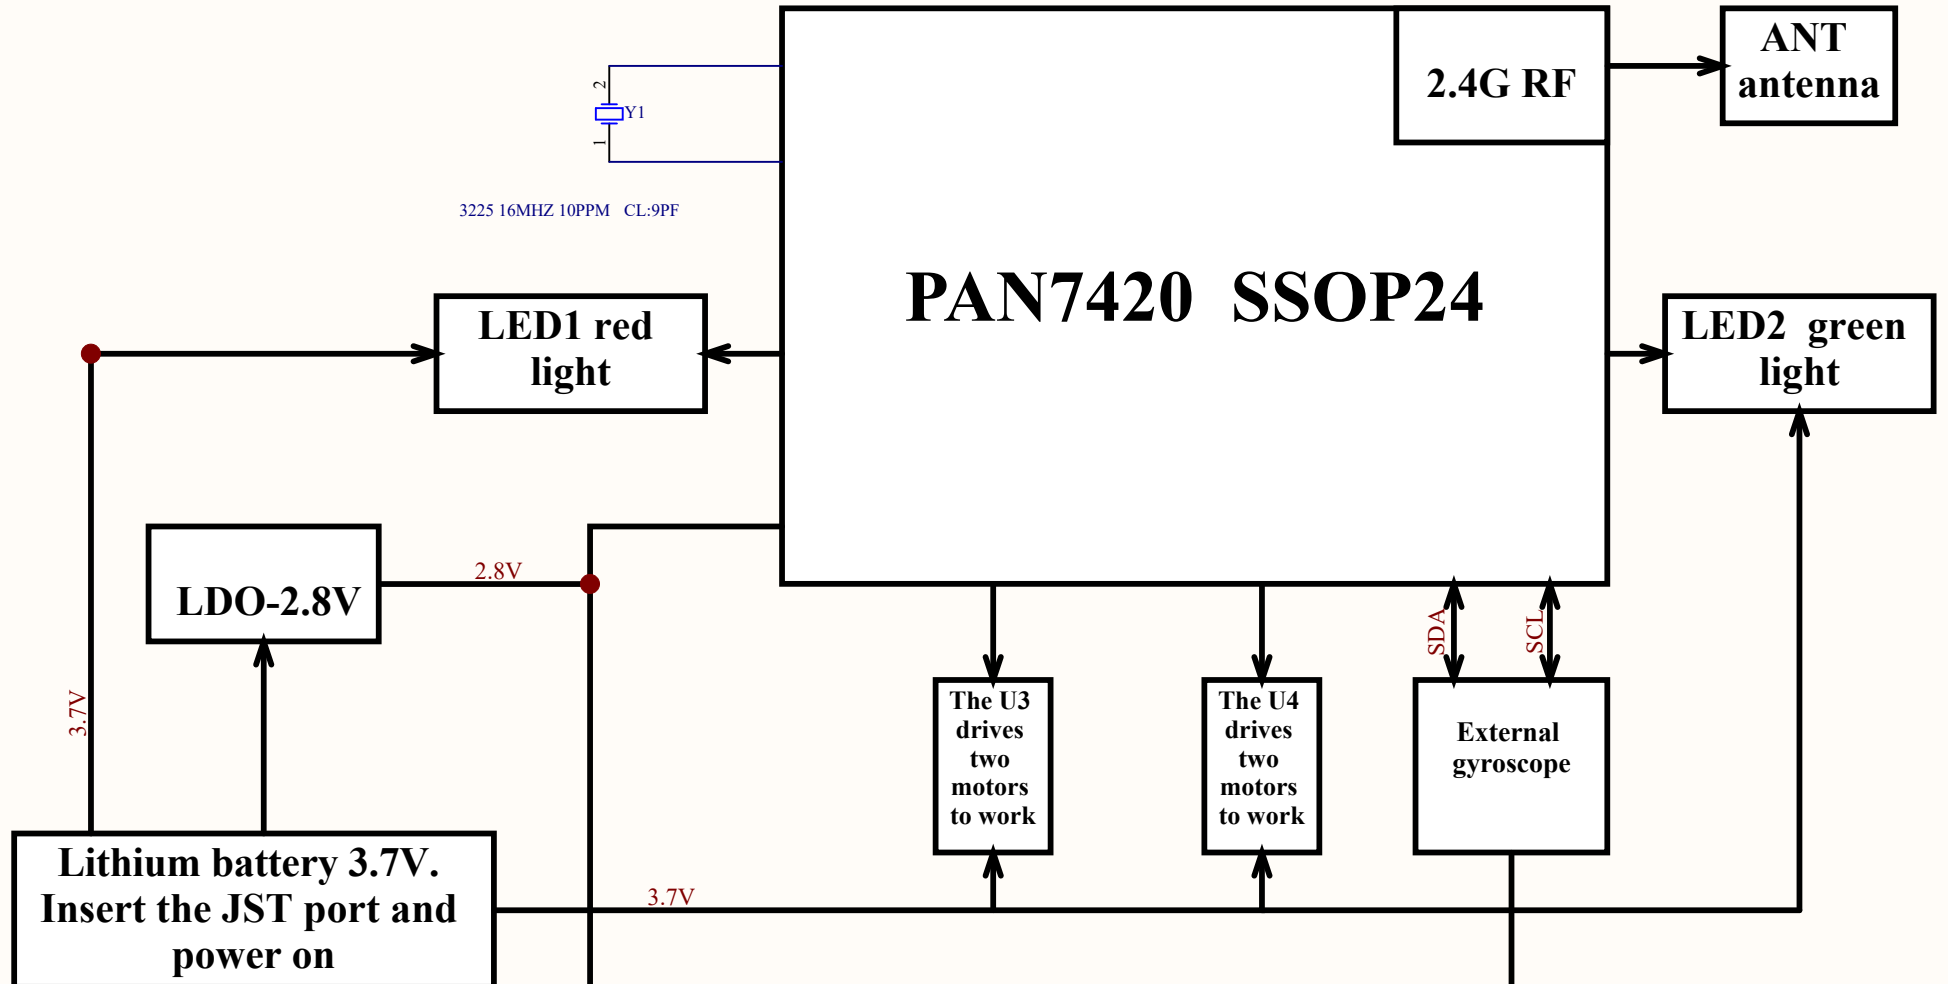 2.4G RF
ANT
antenna
2
Y1
1
3225 16MHZ 10PPM   CL:9PF
PAN7420  SSOP24
LED1 red
light
LED2  green
light
LDO-2.8V
2.8V
SDA
SCL
3.7V
The U3
drives
two
motors
to work
The U4
drives
two
motors
to work
External
gyroscope
Lithium battery 3.7V.
Insert the JST port and
power on
3.7V